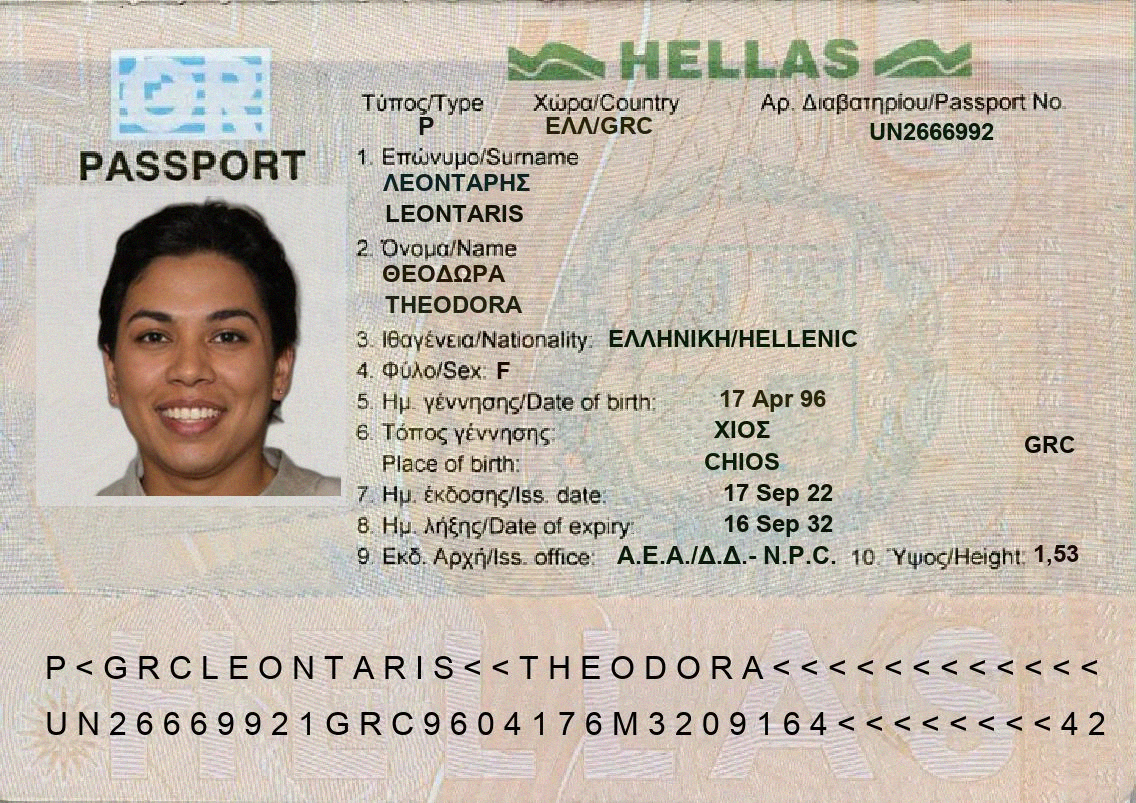 GR
HELLAS
PASSPORT
Τύπος/Type Χώρα/Country Αρ. Διαβατηρίου/Passport No.
P ΕΛΛ/GRC UN2666992
1. Επώνυμο/Surname
ΛΕΟΝΤΑΡΗΣ
LEONTARIS
2. Όνομα/Name
ΘΕΟΔΩΡΑ
THEODORA
3. Ιθαγένεια/Nationality: ΕΛΛΗΝΙΚΗ/HELLENIC
4. Φύλο/Sex: F
5. Ημ. γέννησης/Date of birth: 17 Apr 96
6. Τόπος γέννησης: ΧΙΟΣ
Place of birth: CHIOS GRC
7. Ημ. έκδοσης/Iss. date: 17 Sep 22
8. Ημ. λήξης/Date of expiry: 16 Sep 32
9 Εκδ. Αρχή/Iss. office: Α.Ε.Α./Δ.Δ.- N.P.C. 10. Ύψος/Height: 1,53
HELLAS
P<GRCLEONTARIS<<THEODORA<<<<<<<<<<<<
UN26669921GRC9604176M3209164<<<<<<<<42